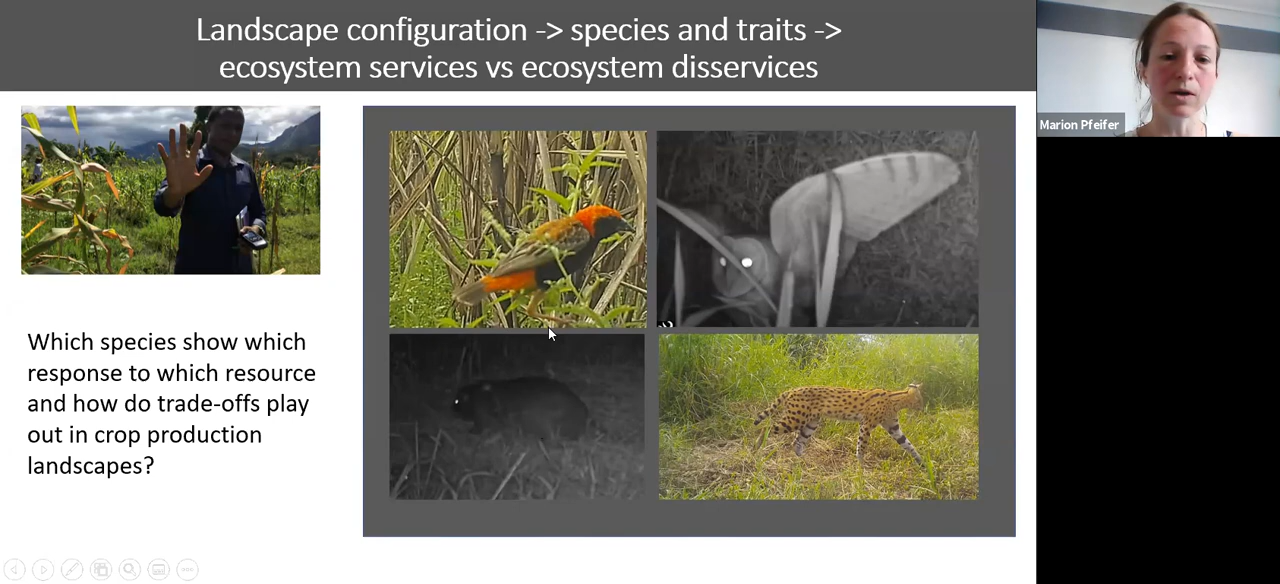 Landscape configuration -> species and traits ->
ecosystem services vs ecosystem disservices
Marion Pfeifer
Which species show which
response to which resource
and how do trade-offs play
out in crop production
landscapes?